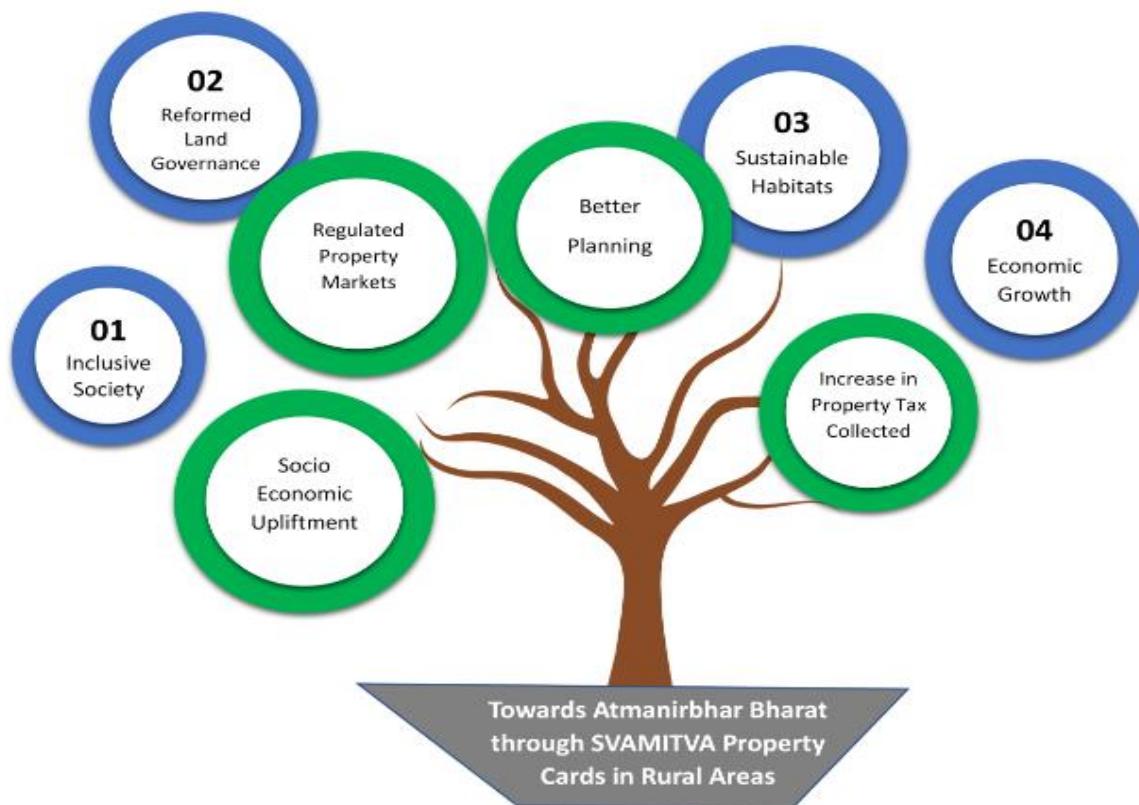 01
Inclusive
Society
02
Reformed
Land
Governance
03
Sustainable
Habitats
04
Economic
Growth
Socio
Economic
Upliftment
Regulated
Property
Markets
Better
Planning
Increase in
Property Tax
Collected
Towards Atmanirbhar Bharat
through SVAMITVA Property
Cards in Rural Areas